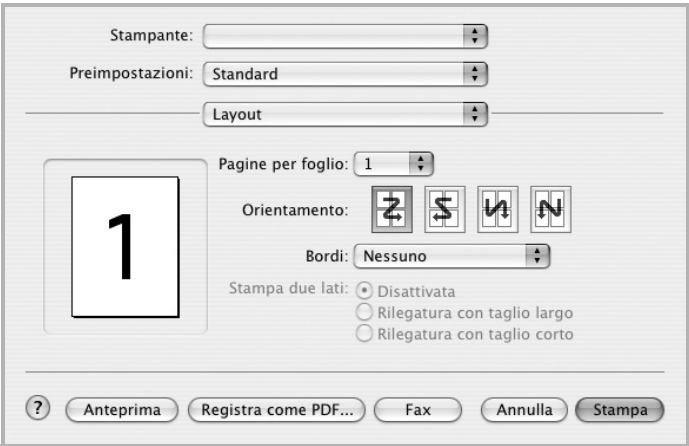 Stampante:
Preimpostazioni: Standard
Layout
Pagine per foglio: 1
1
Orientamento:
Bordi: Nessuno
Stampa due lati: Disattivata
Rilegatura con taglio largo
Rilegatura con taglio corto
? Anteprima Registra come PDF... Fax Annulla Stampa